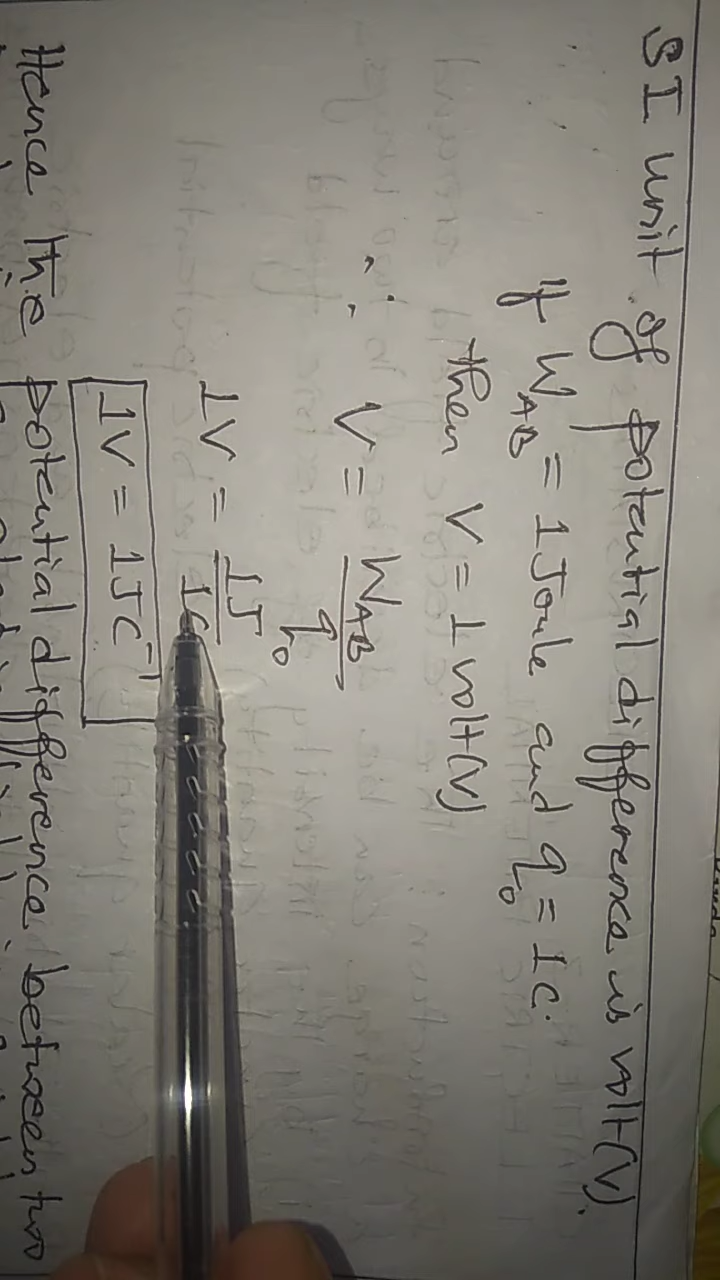 SI unit of potential difference is volt(V).
If W_AB = 1 Joule and q₀ = 1C.
then V = 1 volt(V)
∴ V = W_AB / q₀
1V = 1J / 1C
1V = 1JC⁻¹
Hence the potential difference between two